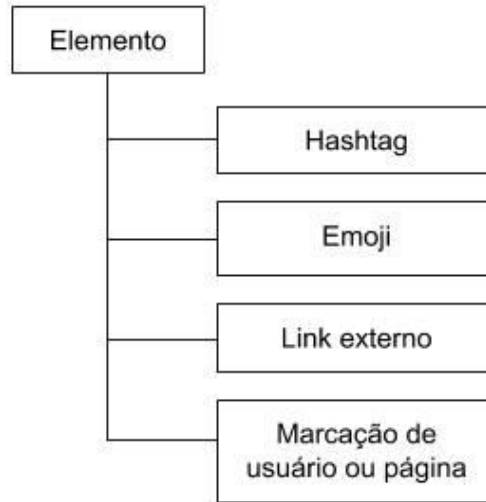 Elemento
Hashtag
Emoji
Link externo
Marcação de
usuário ou página